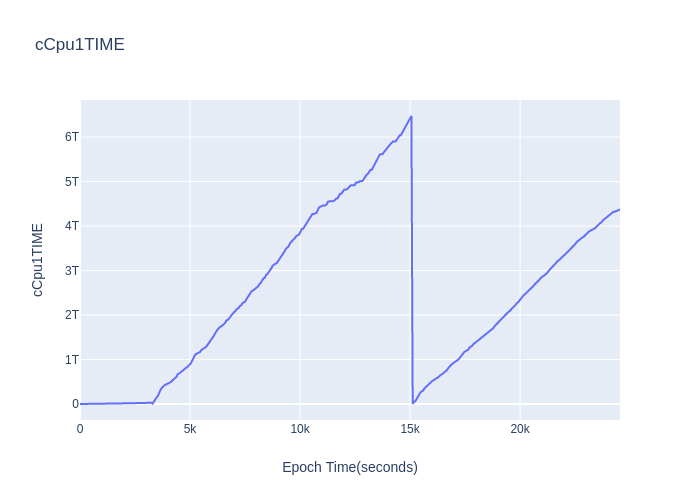 cCpu1TIME
6T
5T
4T
3T
2T
1T
0
cCpu1TIME
0 5k 10k 15k 20k
Epoch Time(seconds)